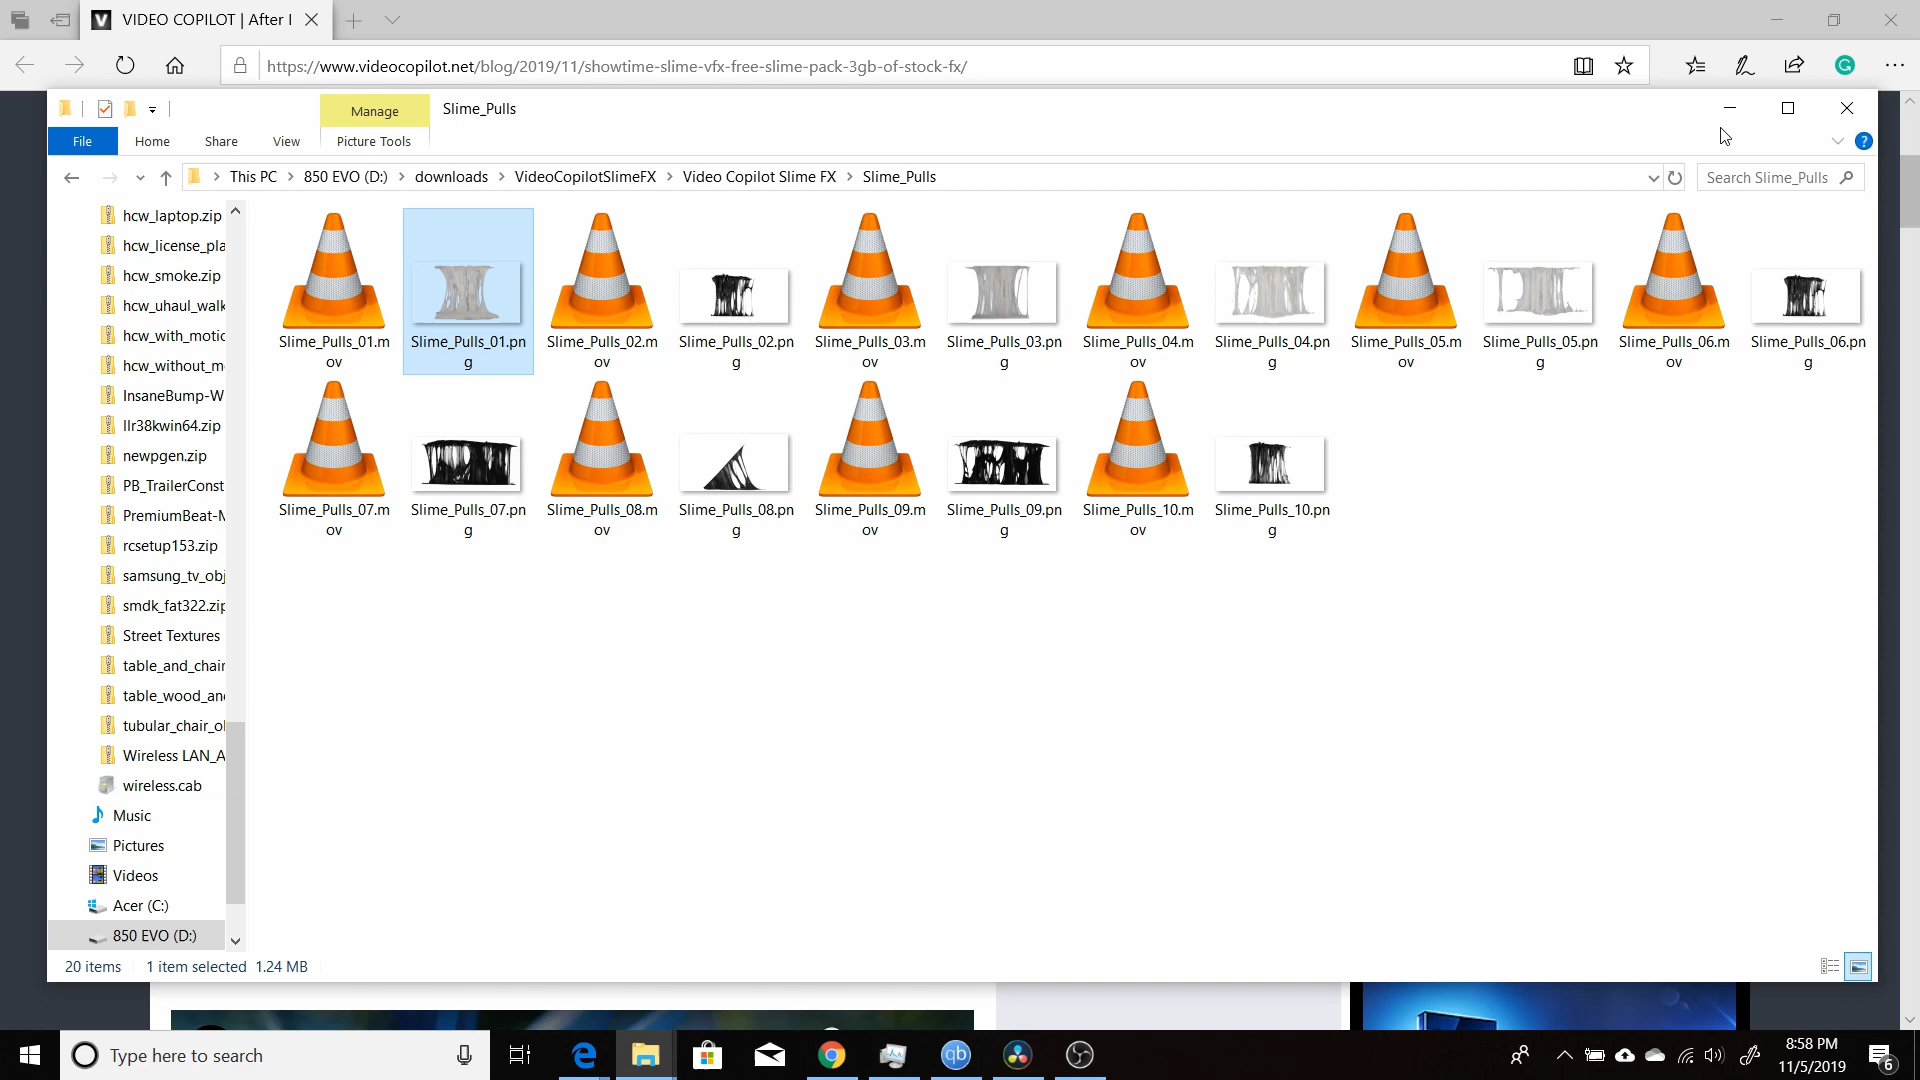 VIDEO COPILOT | After I
https://www.videocopilot.net/blog/2019/11/showtime-slime-vfx-free-slime-pack-3gb-of-stock-fx/
Manage
Slime_Pulls
File
Home
Share
View
Picture Tools
This PC
850 EVO (D:)
downloads
VideoCopilotSlimeFX
Video Copilot Slime FX
Slime_Pulls
Search Slime_Pulls
hcw_laptop.zip
hcw_license_pla
hcw_smoke.zip
hcw_uhaul_walk
hcw_with_motic
hcw_without_m
InsaneBump-W
llr38kwin64.zip
newpgen.zip
PB_TrailerConst
PremiumBeat-M
rcsetup153.zip
samsung_tv_obj
smdk_fat322.zip
Street Textures
table_and_chair
table_wood_and
tubular_chair_ol
Wireless LAN_A
wireless.cab
Music
Pictures
Videos
Acer (C:)
850 EVO (D:)
Slime_Pulls_01.m
ov
Slime_Pulls_01.pn
g
Slime_Pulls_02.m
ov
Slime_Pulls_02.pn
g
Slime_Pulls_03.m
ov
Slime_Pulls_03.pn
g
Slime_Pulls_04.m
ov
Slime_Pulls_04.pn
g
Slime_Pulls_05.m
ov
Slime_Pulls_05.pn
g
Slime_Pulls_06.m
ov
Slime_Pulls_06.pn
g
Slime_Pulls_07.m
ov
Slime_Pulls_07.pn
g
Slime_Pulls_08.m
ov
Slime_Pulls_08.pn
g
Slime_Pulls_09.m
ov
Slime_Pulls_09.pn
g
Slime_Pulls_10.m
ov
Slime_Pulls_10.pn
g
20 items
1 item selected 1.24 MB
Type here to search
qb
8:58 PM
11/5/2019
6